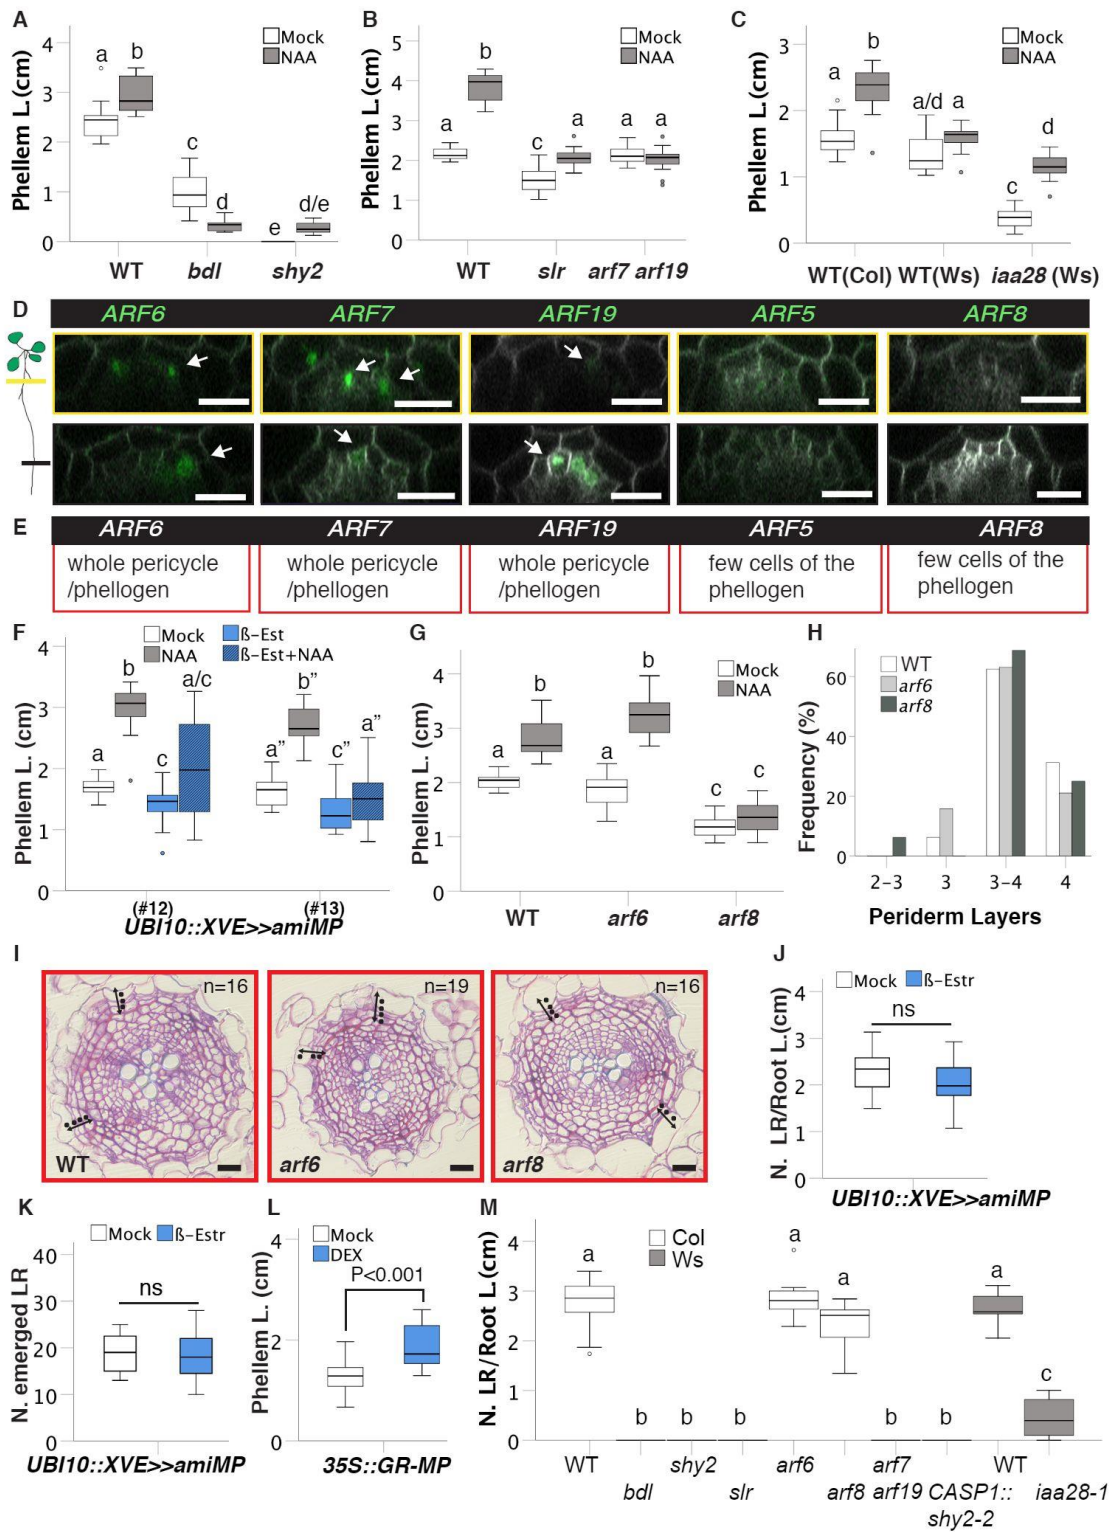 A
Phellem L.(cm)
4
3
2
1
0
Mock
NAA
a
b
c
d
e
d/e
WT
bdl
shy2
B
Phellem L.(cm)
5
4
3
2
1
0
Mock
NAA
a
b
c
a
a
a
WT
slr
arf7 arf19
C
Phellem L.(cm)
3
2
1
0
Mock
NAA
a
b
a/d
a
c
d
WT(Col)
WT(Ws)
iaa28 (Ws)
D
ARF6
ARF7
ARF19
ARF5
ARF8
E
ARF6
ARF7
ARF19
ARF5
ARF8
whole pericycle
/phellogen
whole pericycle
/phellogen
whole pericycle
/phellogen
few cells of the
phellogen
few cells of the
phellogen
F
Phellem L. (cm)
4
3
2
1
0
Mock
NAA
ß-Est
ß-Est+NAA
a
b
c
a/c
a”
b”
c”
a”
(#12)
(#13)
UBI10::XVE>>amiMP
G
Phellem L. (cm)
4
3
2
1
0
Mock
NAA
a
b
a
b
c
c
WT
arf6
arf8
H
Frequency (%)
60
40
20
0
WT
arf6
arf8
2-3
3
3-4
4
Periderm Layers
I
n=16
WT
n=19
arf6
n=16
arf8
J
Mock
ß-Estr
N. LR/Root L.(cm)
4
3
2
1
0
ns
UBI10::XVE>>amiMP
K
Mock
ß-Estr
N. emerged LR
40
30
20
10
0
ns
UBI10::XVE>>amiMP
L
Mock
DEX
Phellem L. (cm)
4
2
0
P<0.001
35S::GR-MP
M
N. LR/Root L.(cm)
4
3
2
1
0
Col
Ws
a
b
b
b
a
a
b
b
a
c
WT
bdl
shy2
slr
arf6
arf8
arf7
arf19
CASP1::
shy2-2
WT
iaa28-1